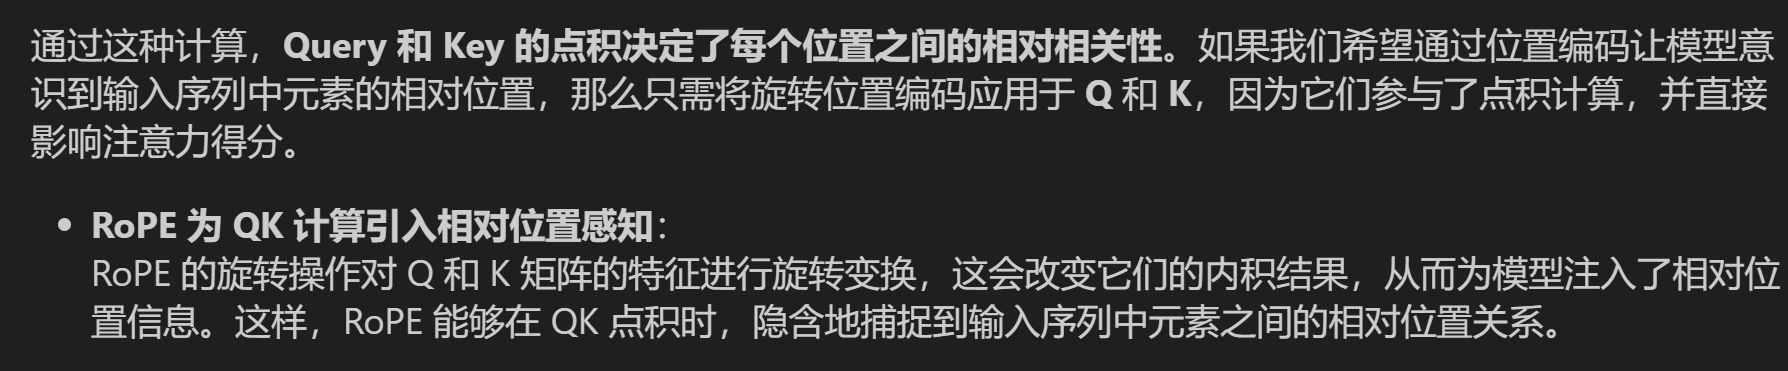 通过这种计算，Query 和 Key 的点积决定了每个位置之间的相对相关性。如果我们希望通过位置编码让模型意
识到输入序列中元素的相对位置，那么只需将旋转位置编码应用于 Q 和 K，因为它们参与了点积计算，并直接
影响注意力得分。
• RoPE 为 QK 计算引入相对位置感知：
RoPE 的旋转操作对 Q 和 K 矩阵的特征进行旋转变换，这会改变它们的内积结果，从而为模型注入了相对位
置信息。这样，RoPE 能够在 QK 点积时，隐含地捕捉到输入序列中元素之间的相对位置关系。